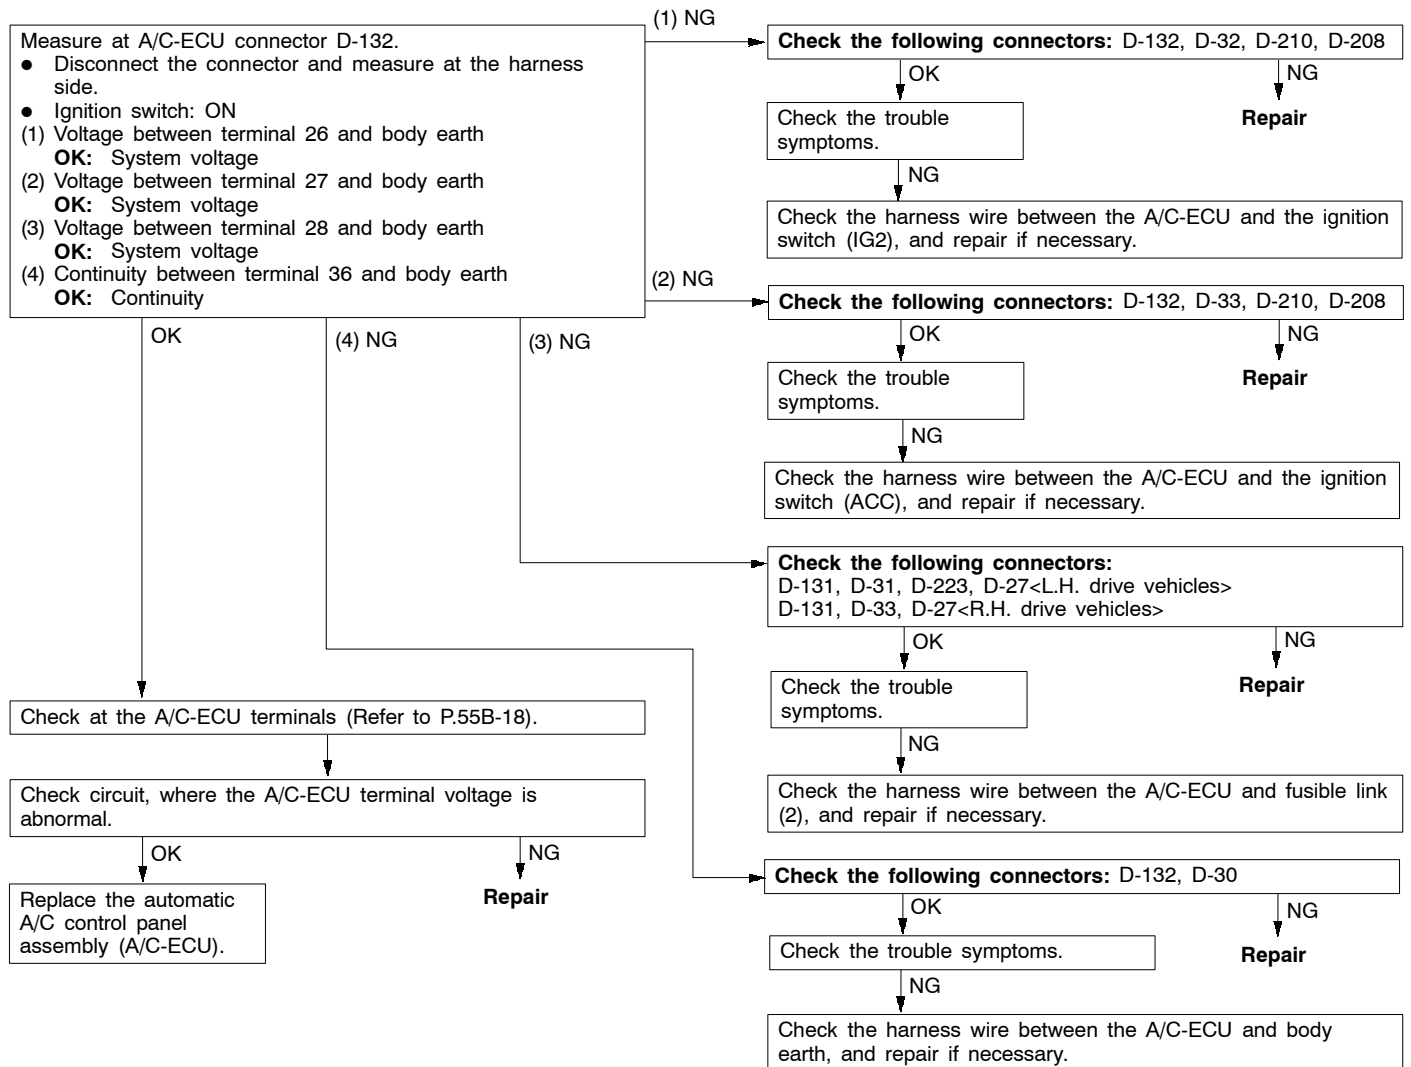 Measure at A/C-ECU connector D-132.
● Disconnect the connector and measure at the harness
side.
● Ignition switch: ON
(1) Voltage between terminal 26 and body earth
OK: System voltage
(2) Voltage between terminal 27 and body earth
OK: System voltage
(3) Voltage between terminal 28 and body earth
OK: System voltage
(4) Continuity between terminal 36 and body earth
OK: Continuity
(1) NG
Check the following connectors: D-132, D-32, D-210, D-208
OK
NG
Check the trouble
symptoms.
Repair
NG
Check the harness wire between the A/C-ECU and the ignition
switch (IG2), and repair if necessary.
(2) NG
Check the following connectors: D-132, D-33, D-210, D-208
OK
NG
Check the trouble
symptoms.
Repair
NG
Check the harness wire between the A/C-ECU and the ignition
switch (ACC), and repair if necessary.
(3) NG
Check the following connectors:
D-131, D-31, D-223, D-27<L.H. drive vehicles>
D-131, D-33, D-27<R.H. drive vehicles>
OK
NG
Check the trouble
symptoms.
Repair
NG
Check the harness wire between the A/C-ECU and fusible link
(2), and repair if necessary.
(4) NG
Check the following connectors: D-132, D-30
OK
NG
Check the trouble symptoms.
Repair
NG
Check the harness wire between the A/C-ECU and body
earth, and repair if necessary.
OK
Check at the A/C-ECU terminals (Refer to P.55B-18).
Check circuit, where the A/C-ECU terminal voltage is
abnormal.
OK
NG
Repair
Replace the automatic
A/C control panel
assembly (A/C-ECU).